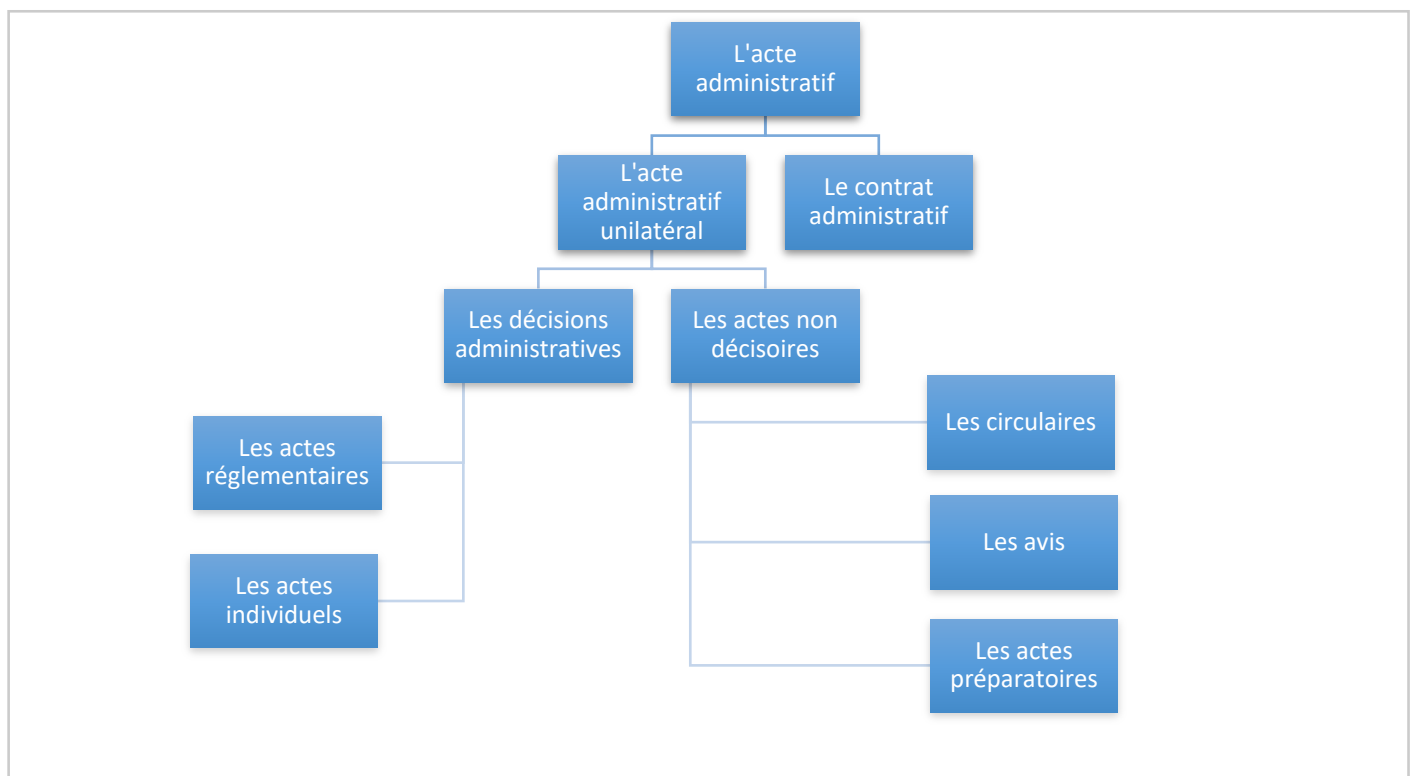 L'acte
administratif
L'acte
administratif
unilatéral
Le contrat
administratif
Les décisions
administratives
Les actes non
décisoires
Les actes
réglementaires
Les actes
individuels
Les circulaires
Les avis
Les actes
préparatoires